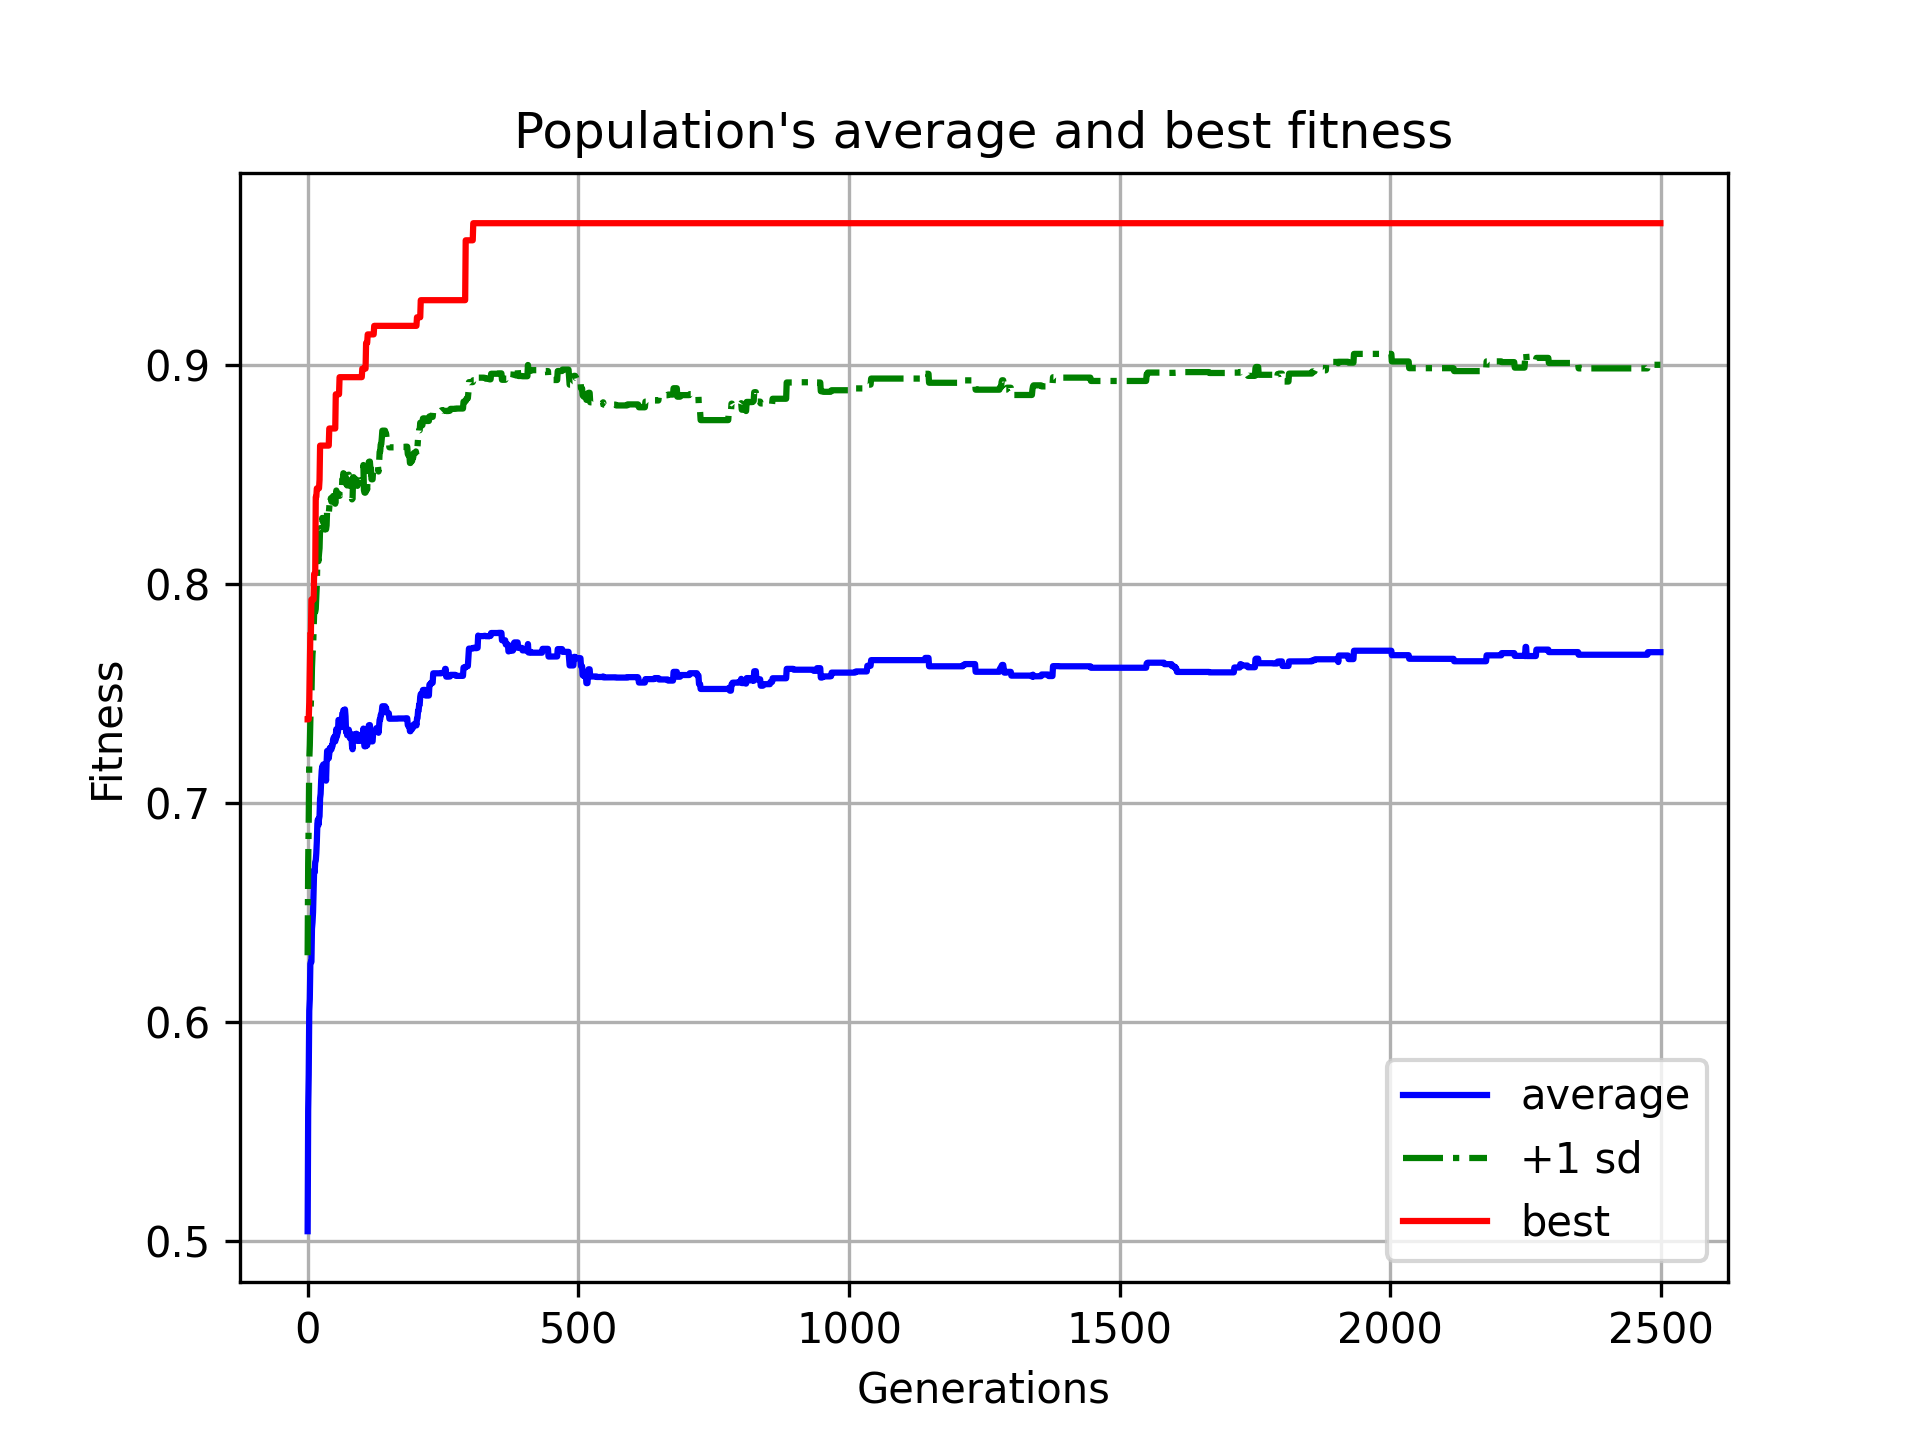 Population's average and best fitness
Fitness
0.9
0.8
0.7
0.6
0.5
0 500 1000 1500 2000 2500
Generations
average
+1 sd
best